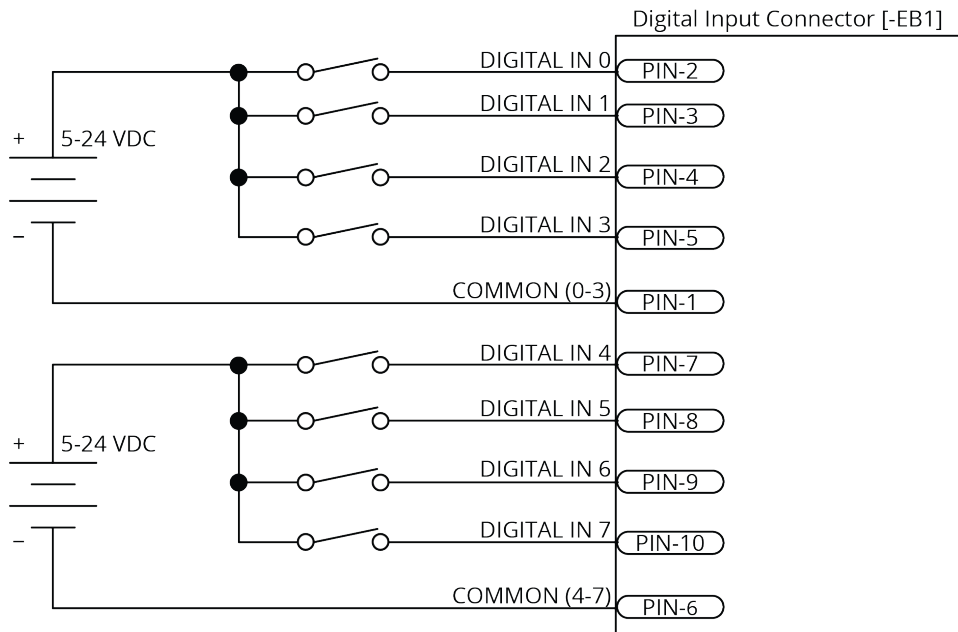 Digital Input Connector [-EB1]
DIGITAL IN 0
PIN-2
DIGITAL IN 1
PIN-3
+
5-24 VDC
DIGITAL IN 2
PIN-4
DIGITAL IN 3
PIN-5
–
COMMON (0-3)
PIN-1
DIGITAL IN 4
PIN-7
DIGITAL IN 5
PIN-8
+
5-24 VDC
DIGITAL IN 6
PIN-9
DIGITAL IN 7
PIN-10
–
COMMON (4-7)
PIN-6